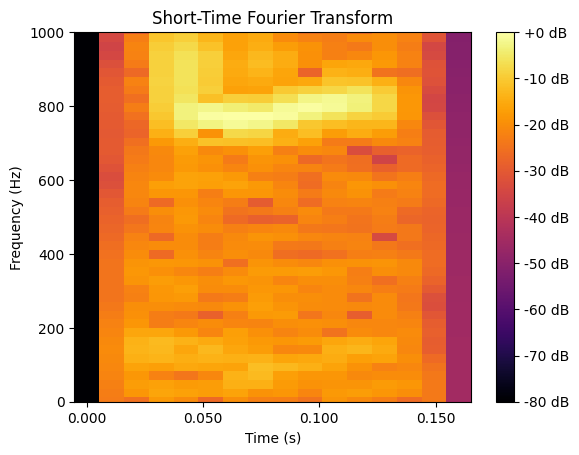 Short-Time Fourier Transform
1000
800
600
400
200
0
Frequency (Hz)
0.000
0.050
0.100
0.150
Time (s)
+0 dB
-10 dB
-20 dB
-30 dB
-40 dB
-50 dB
-60 dB
-70 dB
-80 dB